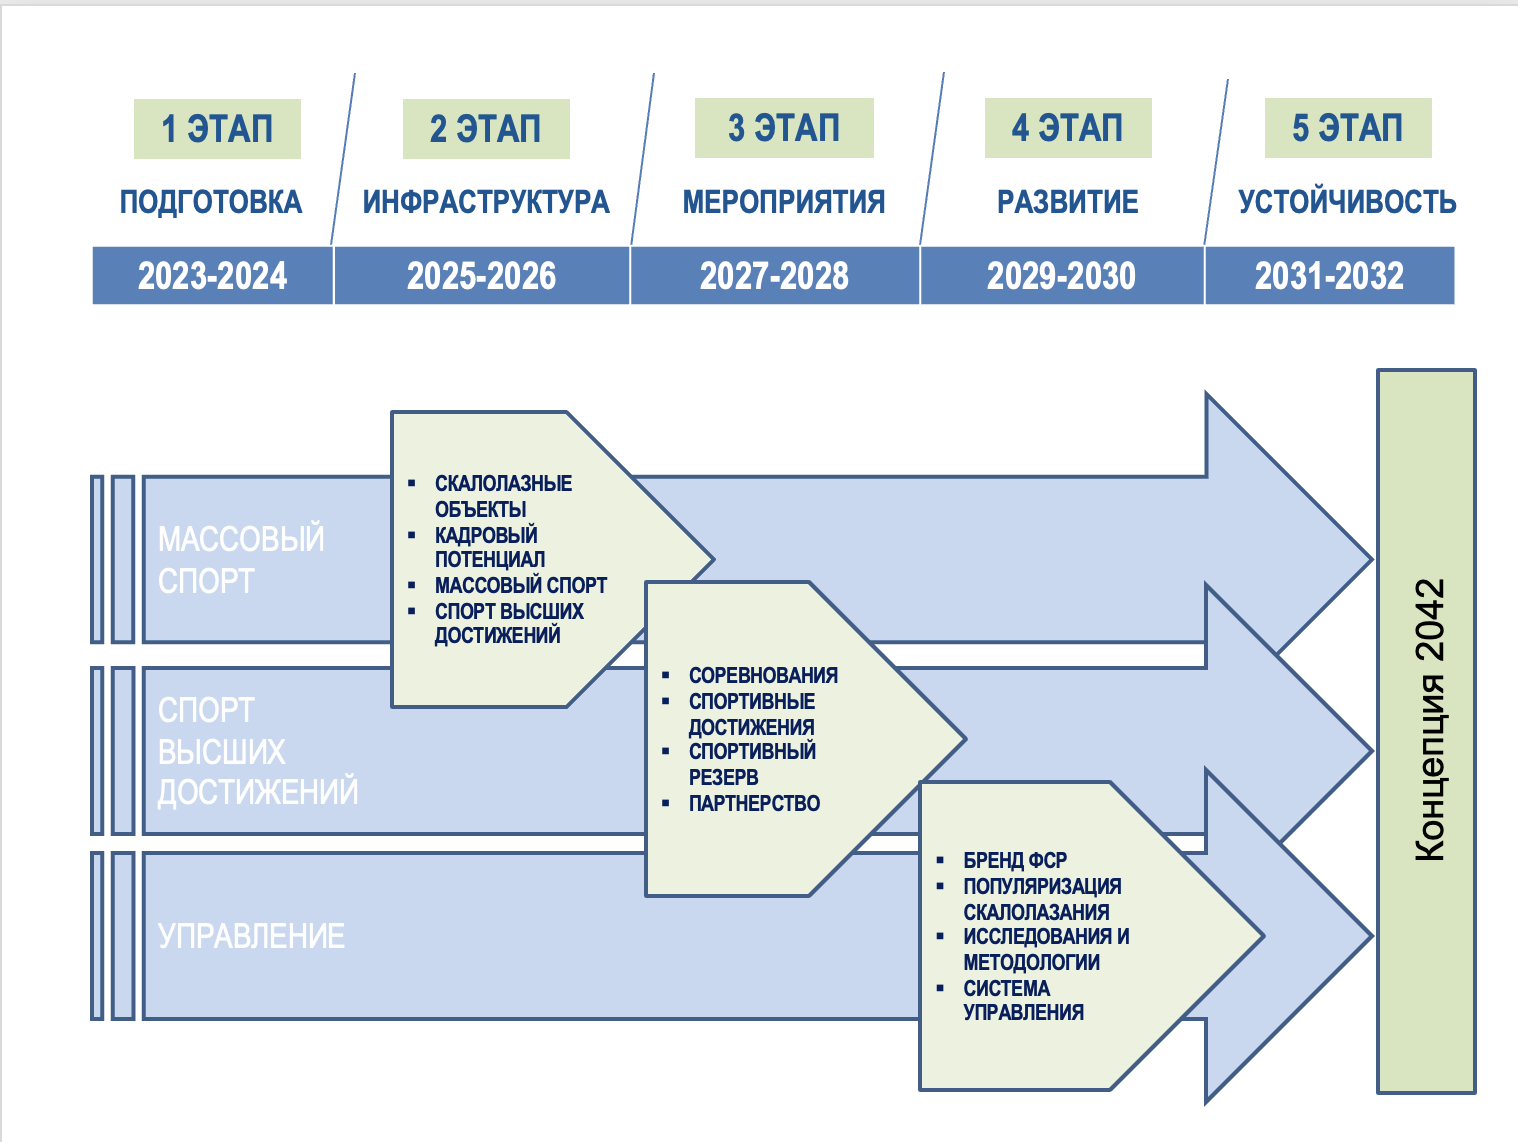 1 ЭТАП
2 ЭТАП
3 ЭТАП
4 ЭТАП
5 ЭТАП
ПОДГОТОВКА
ИНФРАСТРУКТУРА
МЕРОПРИЯТИЯ
РАЗВИТИЕ
УСТОЙЧИВОСТЬ
2023-2024
2025-2026
2027-2028
2029-2030
2031-2032
МАССОВЫЙ
СПОРТ
▪ СКАЛОЛАЗНЫЕ
ОБЪЕКТЫ
▪ КАДРОВЫЙ
ПОТЕНЦИАЛ
▪ МАССОВЫЙ СПОРТ
▪ СПОРТ ВЫСШИХ
ДОСТИЖЕНИЙ
СПОРТ
ВЫСШИХ
ДОСТИЖЕНИЙ
▪ СОРЕВНОВАНИЯ
▪ СПОРТИВНЫЕ
ДОСТИЖЕНИЯ
▪ СПОРТИВНЫЙ
РЕЗЕРВ
▪ ПАРТНЕРСТВО
УПРАВЛЕНИЕ
▪ БРЕНД ФСР
▪ ПОПУЛЯРИЗАЦИЯ
СКАЛОЛАЗАНИЯ
▪ ИССЛЕДОВАНИЯ И
МЕТОДОЛОГИИ
▪ СИСТЕМА
УПРАВЛЕНИЯ
Концепция 2042